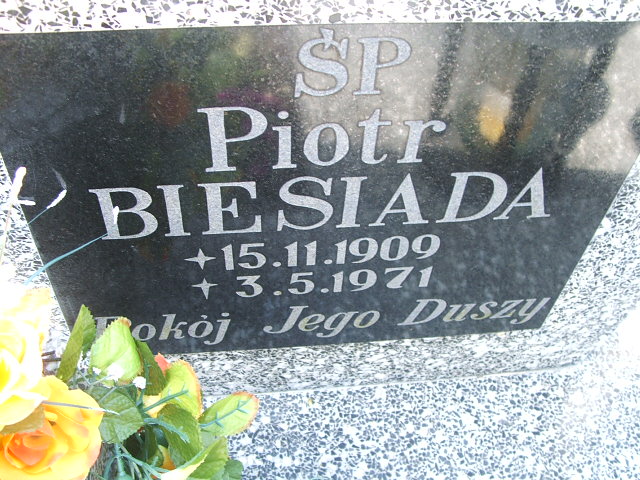 ŚP
Piotr
BIESIADA
15.11.1909
3.5.1971
Pokój Jego Duszy